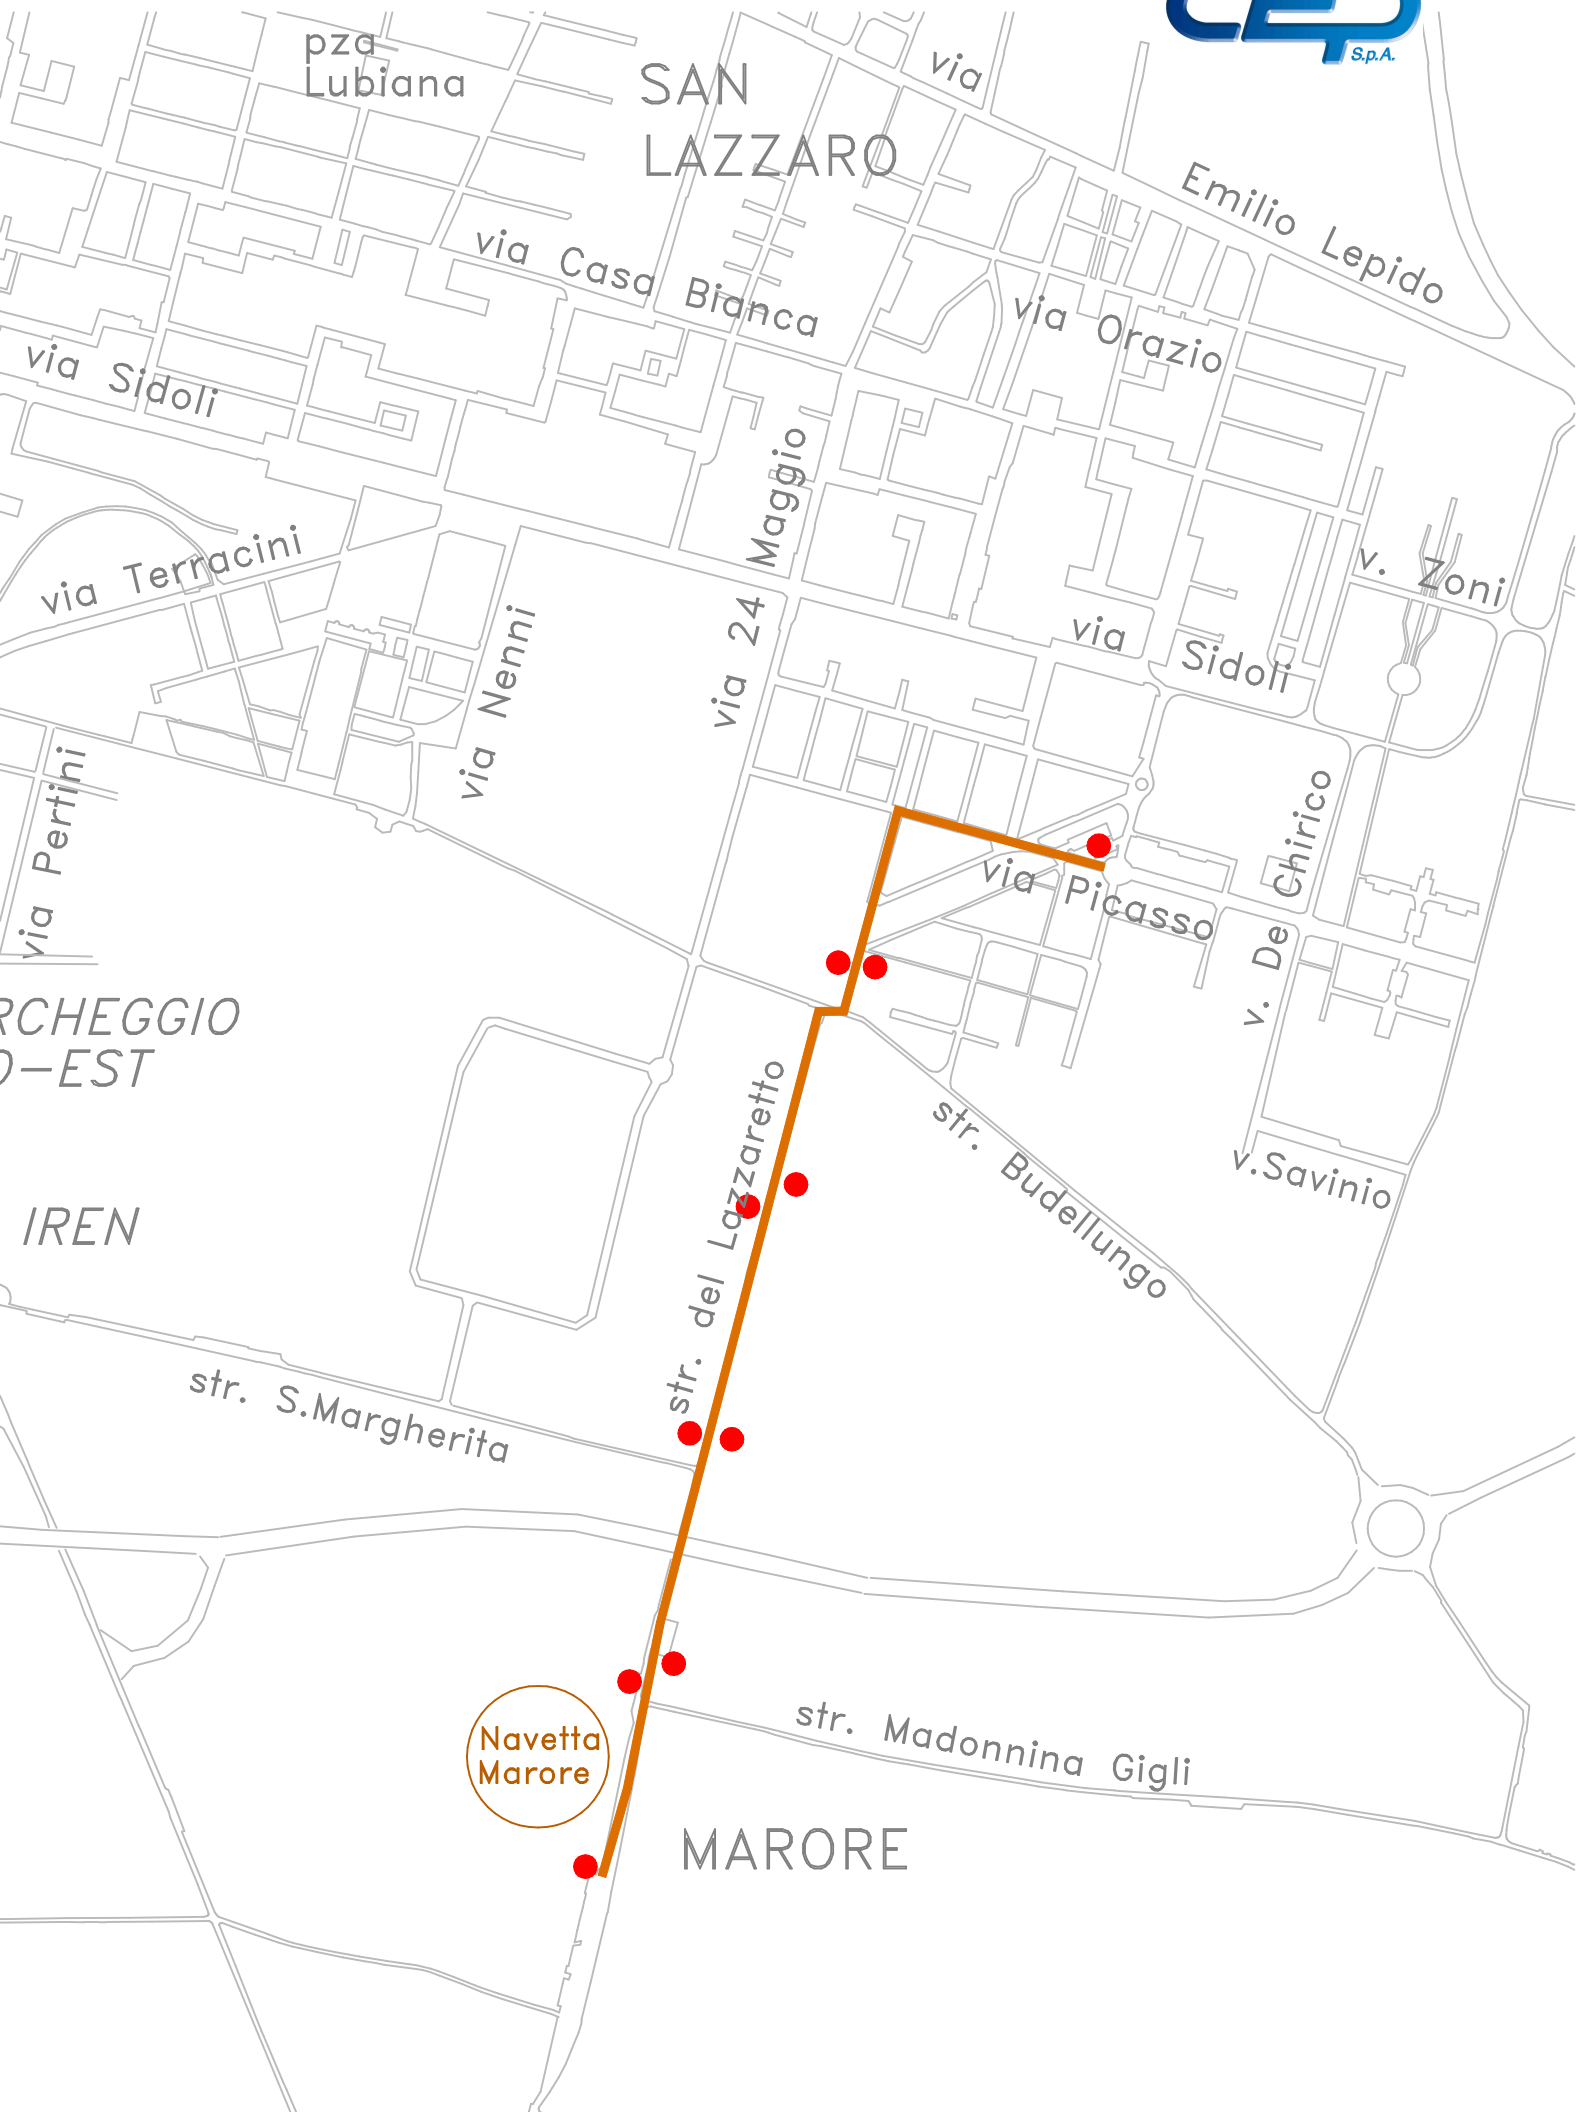 S.p.A.
pza
Lubiana
SAN
LAZZARO
via
Emilio Lepido
via Casa Bianca
via Orazio
via Sidoli
via 24 Maggio
via Terracini
v. Zoni
via Nenni
via Sidoli
via Pertini
v. De Chirico
via Picasso
RCHEGGIO
O-EST
str. del Lazzaretto
str. Budellungo
v.Savinio
IREN
str. S.Margherita
Navetta
Marore
str. Madonnina Gigli
MARORE